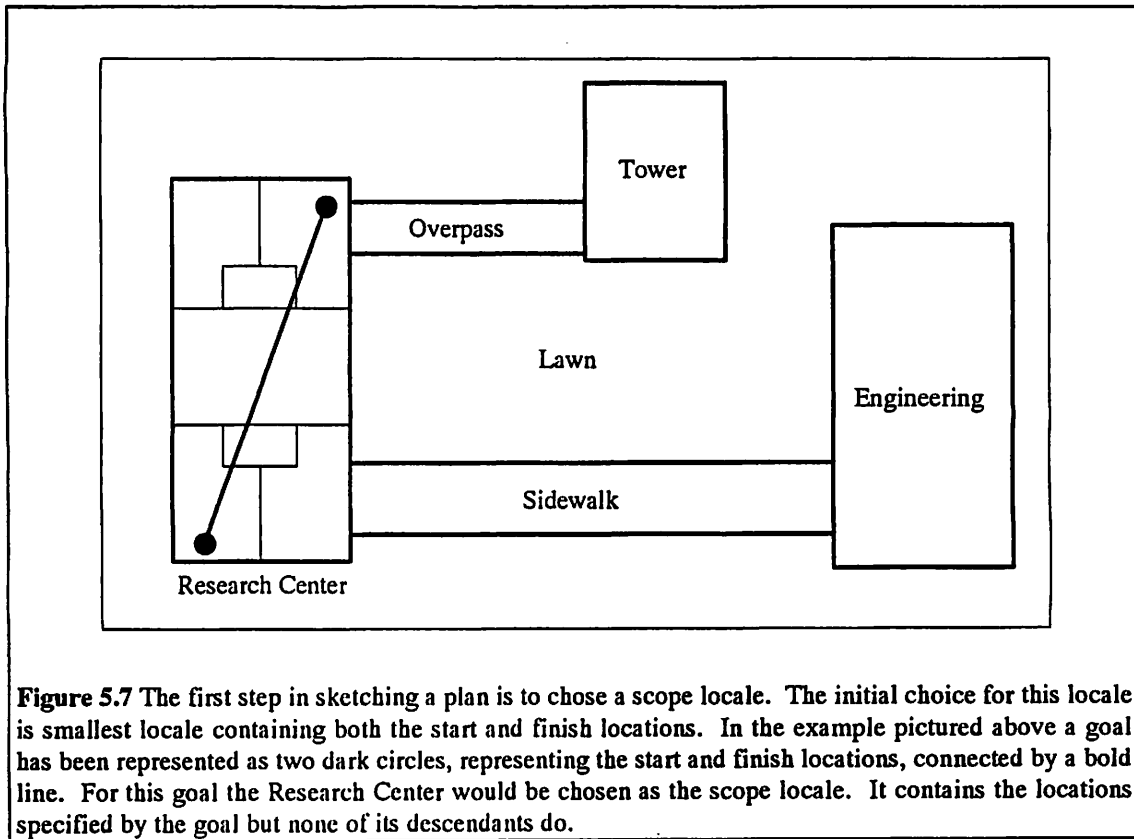 Tower
Overpass
Lawn
Engineering
Sidewalk
Research Center
Figure 5.7 The first step in sketching a plan is to chose a scope locale. The initial choice for this locale
is smallest locale containing both the start and finish locations. In the example pictured above a goal
has been represented as two dark circles, representing the start and finish locations, connected by a bold
line. For this goal the Research Center would be chosen as the scope locale. It contains the locations
specified by the goal but none of its descendants do.